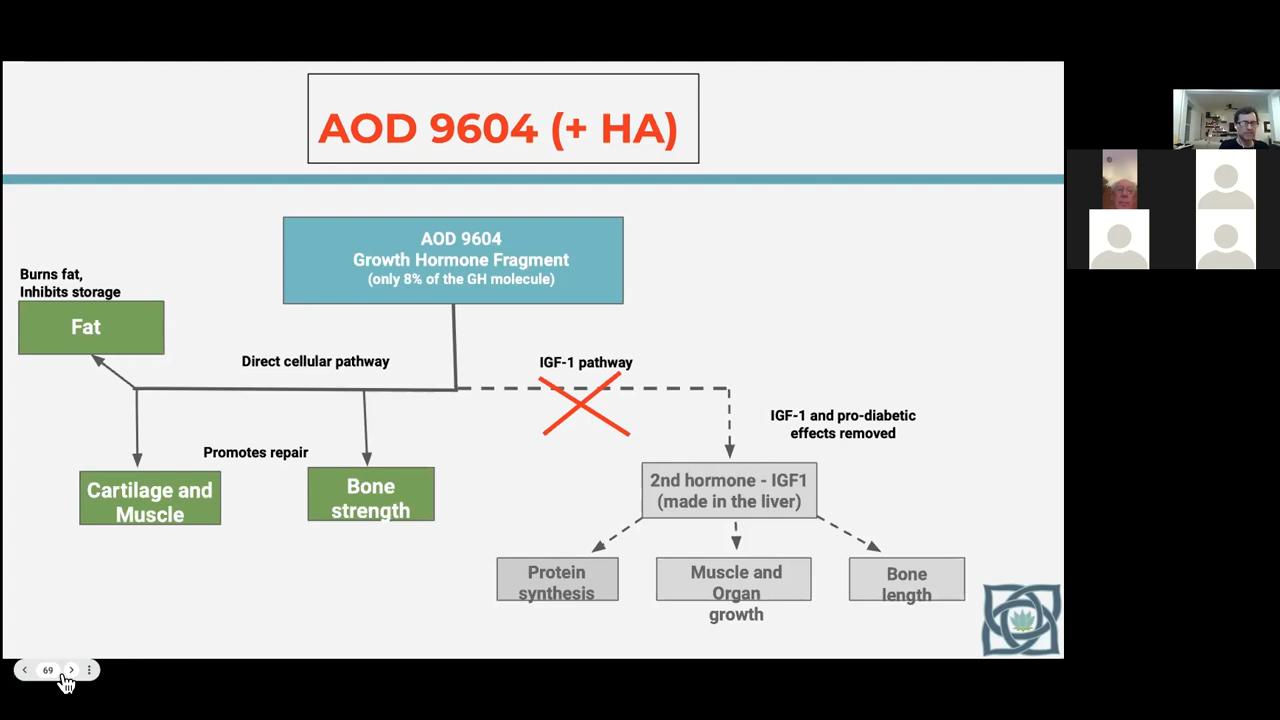 AOD 9604 (+ HA)
AOD 9604
Growth Hormone Fragment
(only 8% of the GH molecule)
Burns fat,
Inhibits storage
Fat
Direct cellular pathway
IGF-1 pathway
IGF-1 and pro-diabetic
effects removed
Promotes repair
Cartilage and
Muscle
Bone
strength
2nd hormone - IGF1
(made in the liver)
Protein
synthesis
Muscle and
Organ
growth
Bone
length
69